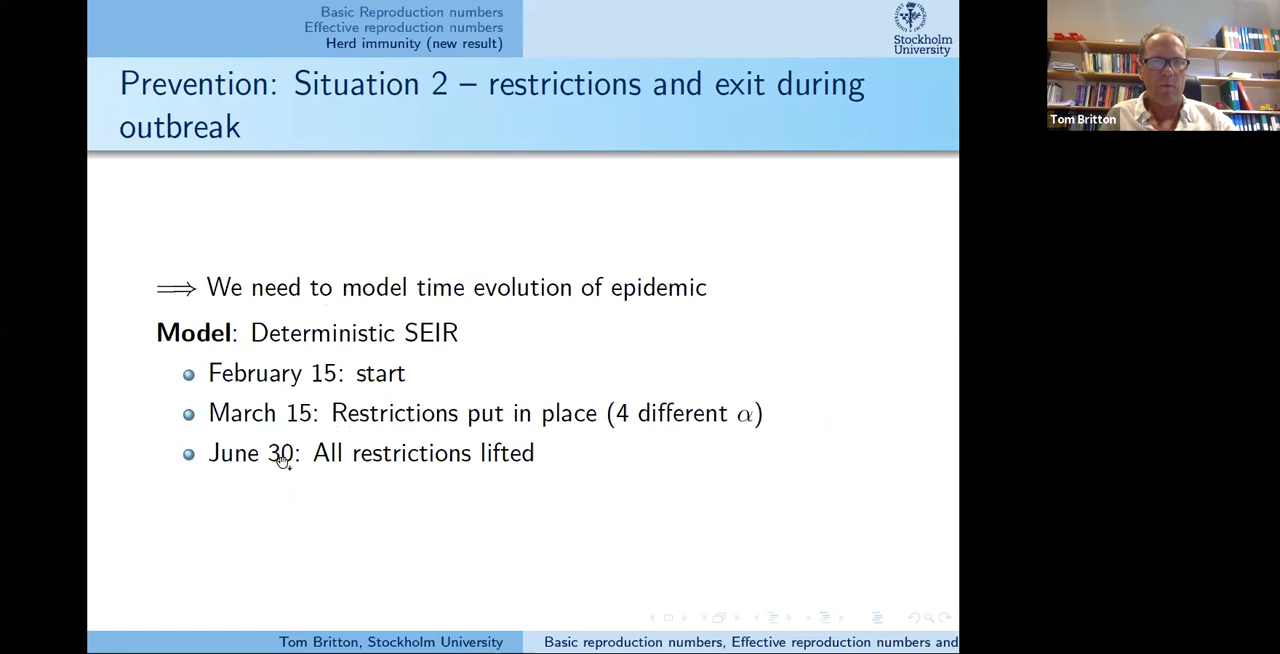 Basic Reproduction numbers
Effective reproduction numbers
Herd immunity (new result)
Stockholm
University
Prevention: Situation 2 – restrictions and exit during
outbreak
⟹ We need to model time evolution of epidemic
Model: Deterministic SEIR
February 15: start
March 15: Restrictions put in place (4 different α)
June 30: All restrictions lifted
Tom Britton, Stockholm University
Basic reproduction numbers, Effective reproduction numbers and
Tom Britton